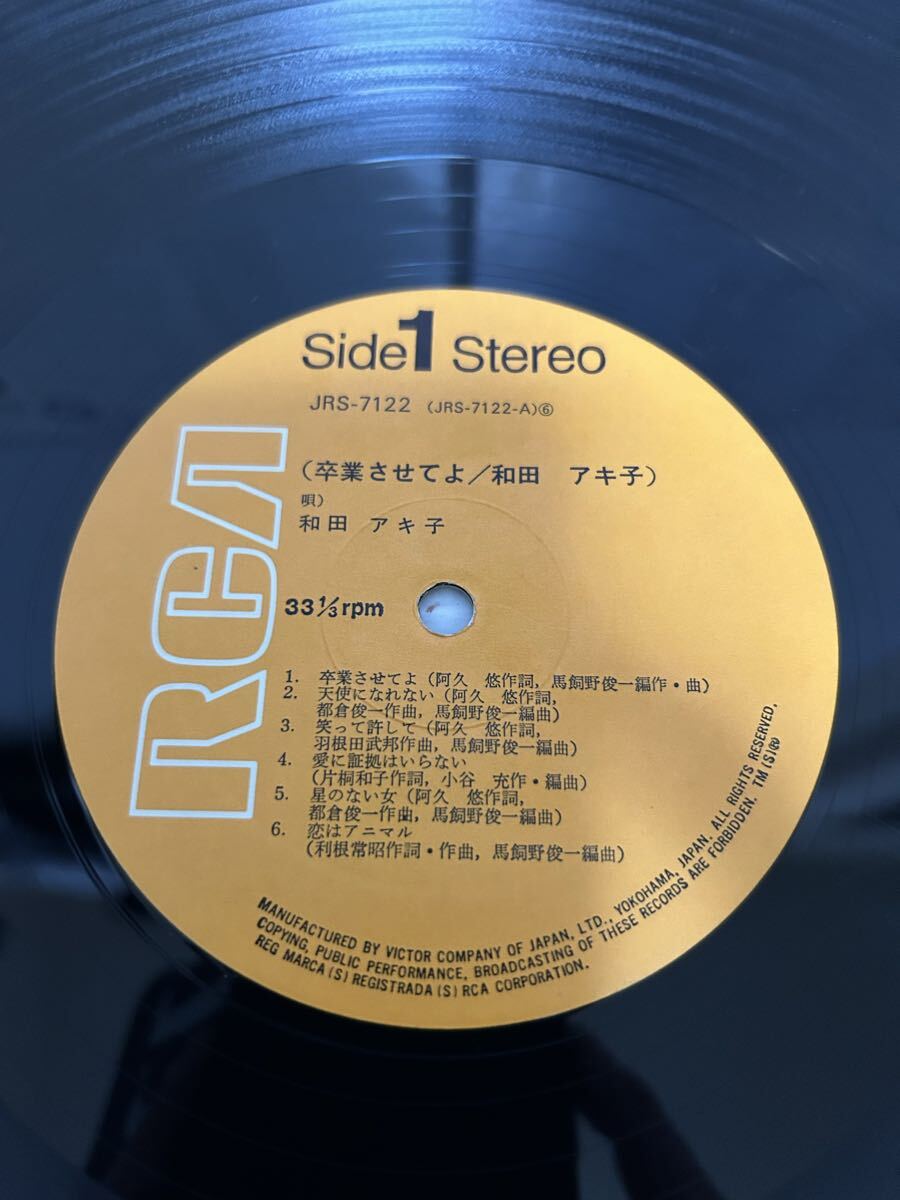 Side 1 Stereo
JRS-7122 (JRS-7122-A)⑥
(卒業させてよ/和田 アキ子)
唄)
和田 アキ子
RCA
33 1/3 rpm
1. 卒業させてよ(阿久 悠作詞, 馬飼野俊一編作・曲)
2. 天使になれない(阿久 悠作詞,
都倉俊一作曲, 馬飼野俊一編曲)
3. 笑って許して(阿久 悠作詞,
羽根田武邦作曲, 馬飼野俊一編曲)
4. 愛に証拠はいらない
(片桐和子作詞, 小谷 充作・編曲)
5. 星のない女(阿久 悠作詞,
都倉俊一作曲, 馬飼野俊一編曲)
6. 恋はアニマル
(利根常昭作詞・作曲, 馬飼野俊一編曲)
MANUFACTURED BY VICTOR COMPANY OF JAPAN, LTD., YOKOHAMA, JAPAN. ALL RIGHTS RESERVED.
COPYING, PUBLIC PERFORMANCE, BROADCASTING OF THESE RECORDS ARE FORBIDDEN. TM(S)®
REG MARCA(S) REGISTRADA(S) RCA CORPORATION.